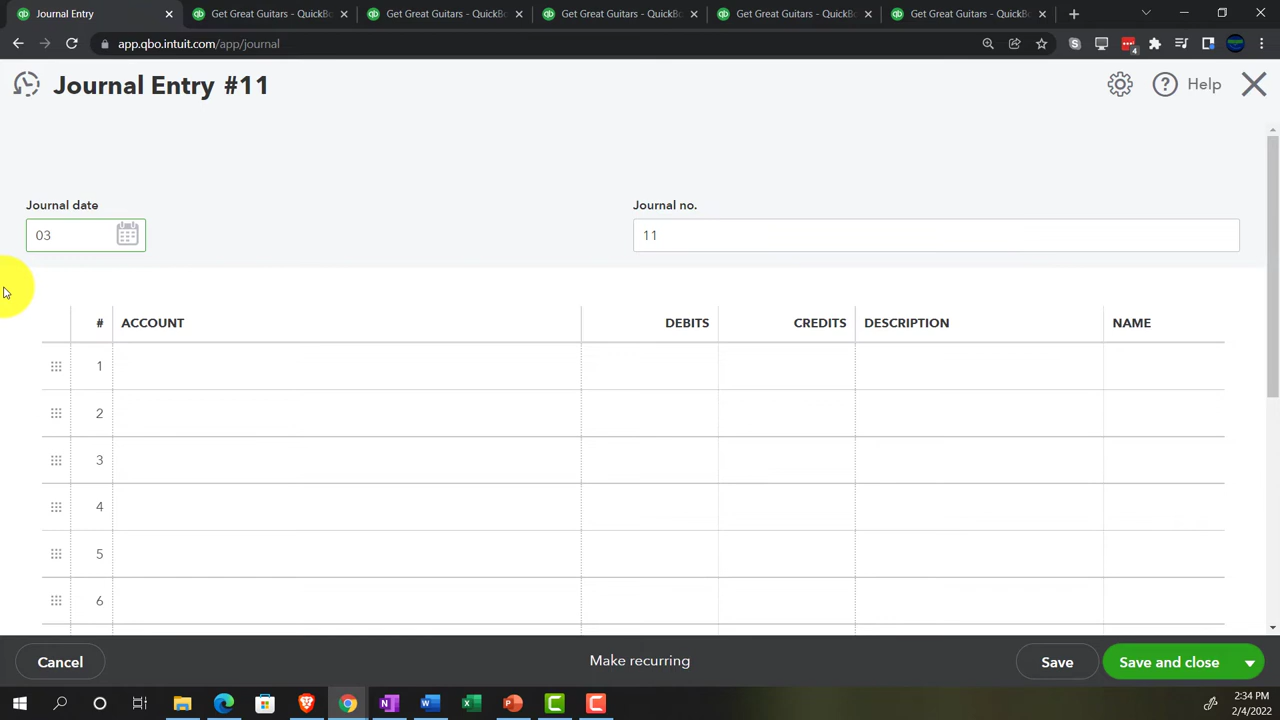 Journal Entry
Get Great Guitars - QuickBo
Get Great Guitars - QuickBo
Get Great Guitars - QuickBo
Get Great Guitars - QuickBo
Get Great Guitars - QuickBo
app.qbo.intuit.com/app/journal
4
Journal Entry #11
Help
Journal date
Journal no.
03
11
# ACCOUNT DEBITS CREDITS DESCRIPTION NAME
1
2
3
4
5
6
Cancel
Make recurring
Save
Save and close
2:34 PM
2/4/2022